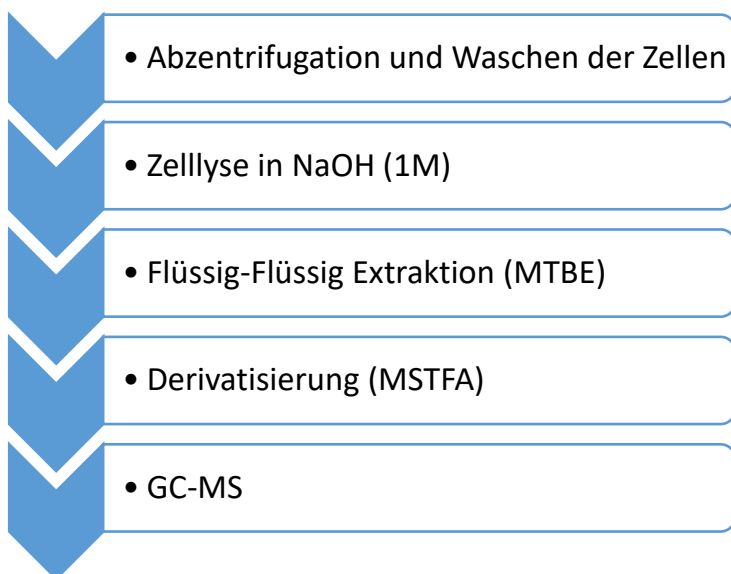 • Abzentrifugation und Waschen der Zellen
• Zelllyse in NaOH (1M)
• Flüssig-Flüssig Extraktion (MTBE)
• Derivatisierung (MSTFA)
• GC-MS